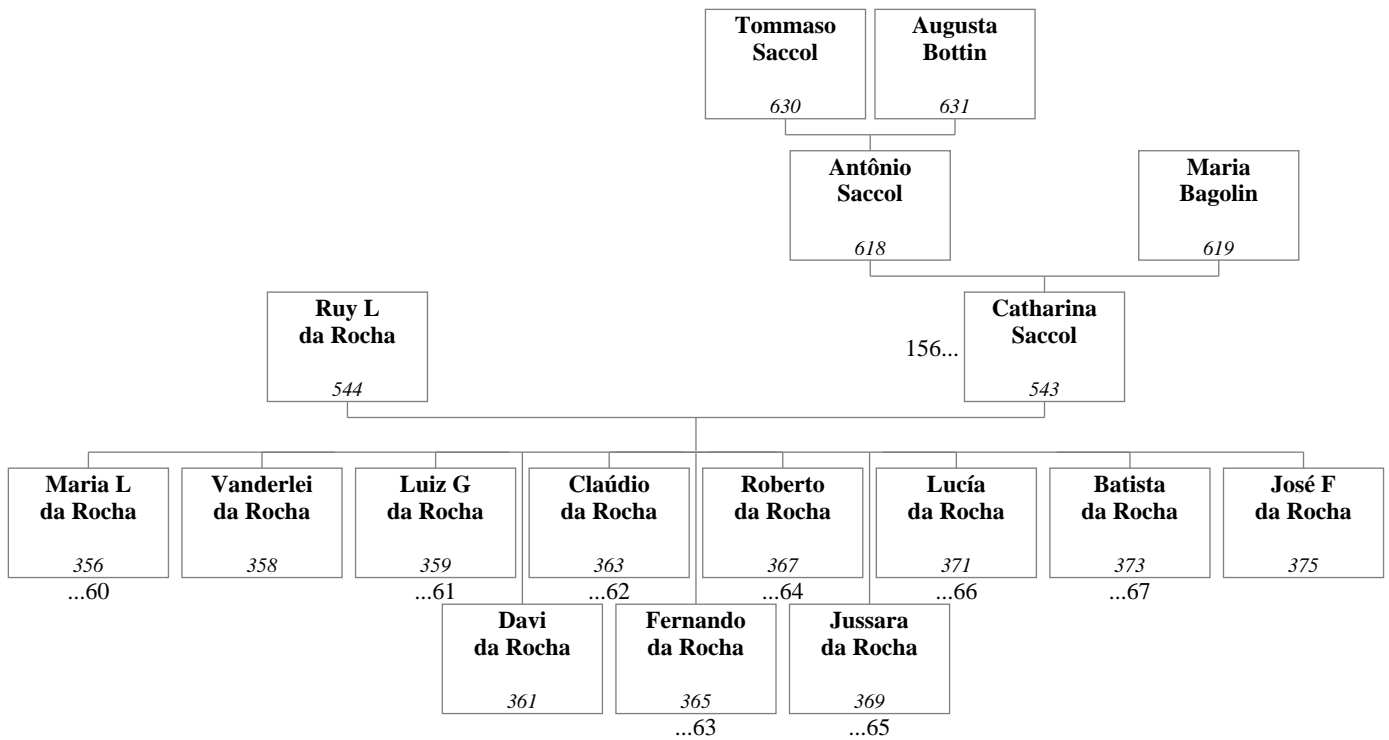 Tommaso
Saccol
630
Augusta
Bottin
631
Antônio
Saccol
618
Maria
Bagolin
619
Ruy L
da Rocha
544
156...
Catharina
Saccol
543
Maria L
da Rocha
356
...60
Vanderlei
da Rocha
358
Luiz G
da Rocha
359
...61
Claúdio
da Rocha
363
...62
Roberto
da Rocha
367
...64
Lucía
da Rocha
371
...66
Batista
da Rocha
373
...67
José F
da Rocha
375
Davi
da Rocha
361
Fernando
da Rocha
365
...63
Jussara
da Rocha
369
...65